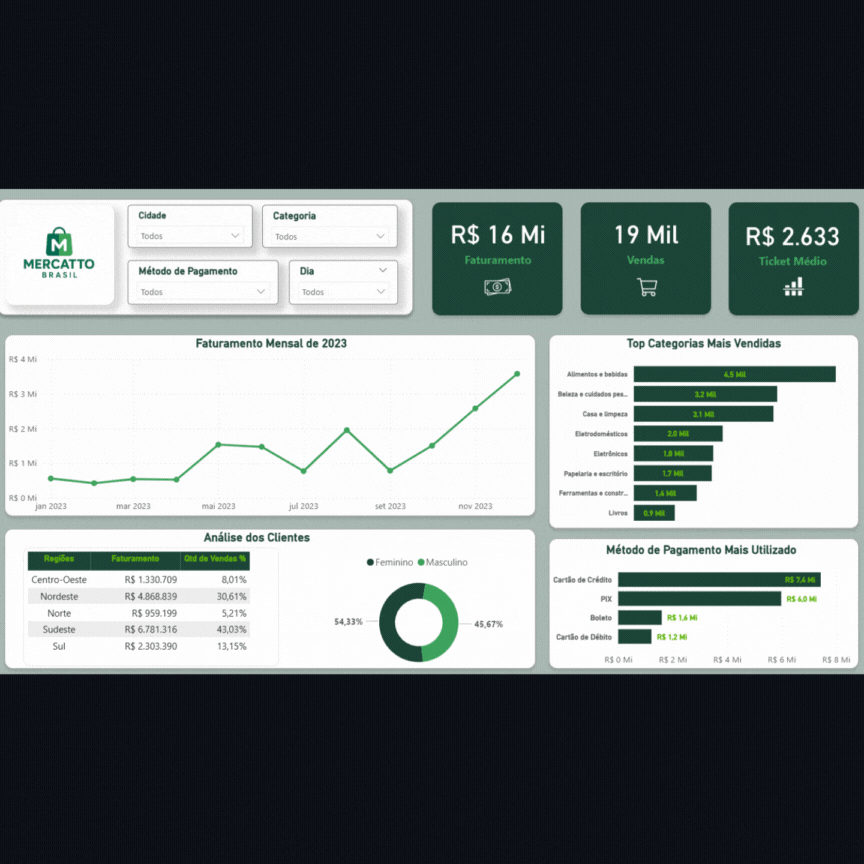 MERCATTO
BRASIL
Cidade
Todos
Categoria
Todos
Método de Pagamento
Todos
Dia
Todos
R$ 16 Mi
Faturamento
19 Mil
Vendas
R$ 2.633
Ticket Médio
Faturamento Mensal de 2023
R$ 4 Mi
R$ 3 Mi
R$ 2 Mi
R$ 1 Mi
R$ 0 Mi
jan 2023 mar 2023 mai 2023 jul 2023 set 2023 nov 2023
Top Categorias Mais Vendidas
Alimentos e bebidas 4,5 Mil
Beleza e cuidados pes... 3,2 Mil
Casa e limpeza 3,1 Mil
Eletrodomésticos 2,0 Mil
Eletrônicos 1,8 Mil
Papelaria e escritório 1,7 Mil
Ferramentas e constr... 1,4 Mil
Livros 0,9 Mil
Análise dos Clientes
Regiões Faturamento Qtd de Vendas %
Centro-Oeste R$ 1.330.709 8,01%
Nordeste R$ 4.868.839 30,61%
Norte R$ 959.199 5,21%
Sudeste R$ 6.781.316 43,03%
Sul R$ 2.303.390 13,15%
Feminino Masculino
54,33% 45,67%
Método de Pagamento Mais Utilizado
Cartão de Crédito R$ 7,4 Mi
PIX R$ 6,0 Mi
Boleto R$ 1,6 Mi
Cartão de Débito R$ 1,2 Mi
R$ 0 Mi R$ 2 Mi R$ 4 Mi R$ 6 Mi R$ 8 Mi